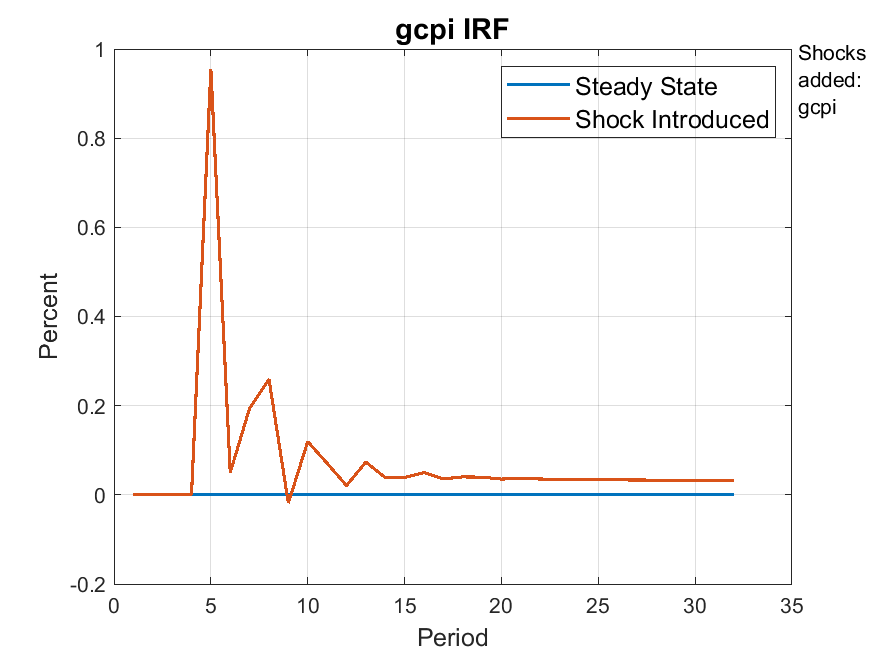 gcpi IRF
Shocks
added:
gcpi
Steady State
Shock Introduced
1
0.8
0.6
0.4
0.2
0
-0.2
Percent
0
5
10
15
20
25
30
35
Period